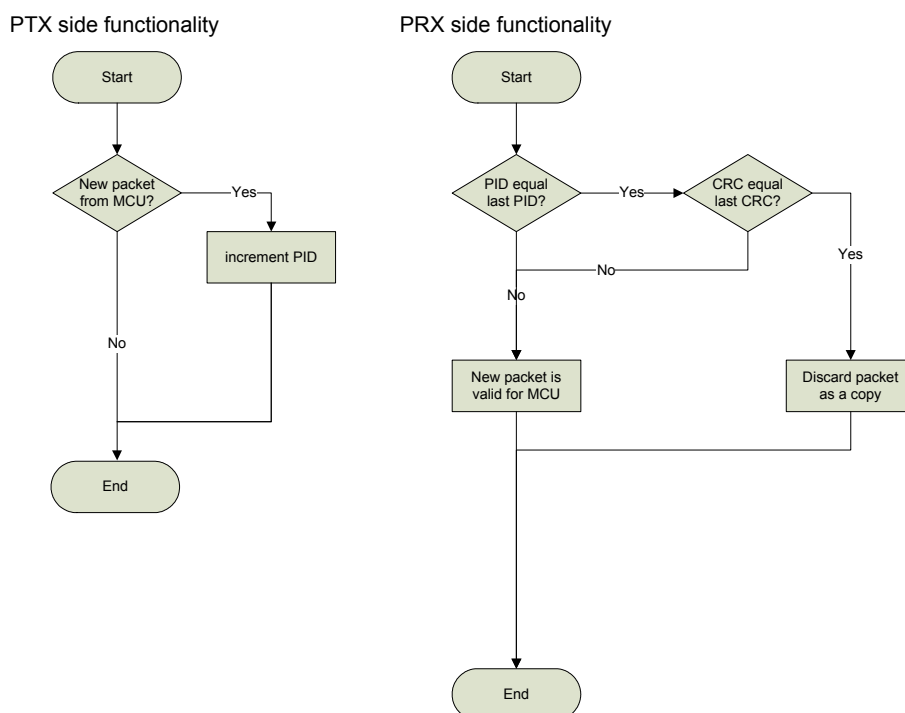 PTX side functionality
Start
New packet
from MCU?
Yes
increment PID
No
End
PRX side functionality
Start
PID equal
last PID?
Yes
CRC equal
last CRC?
No
Yes
No
New packet is
valid for MCU
Discard packet
as a copy
End